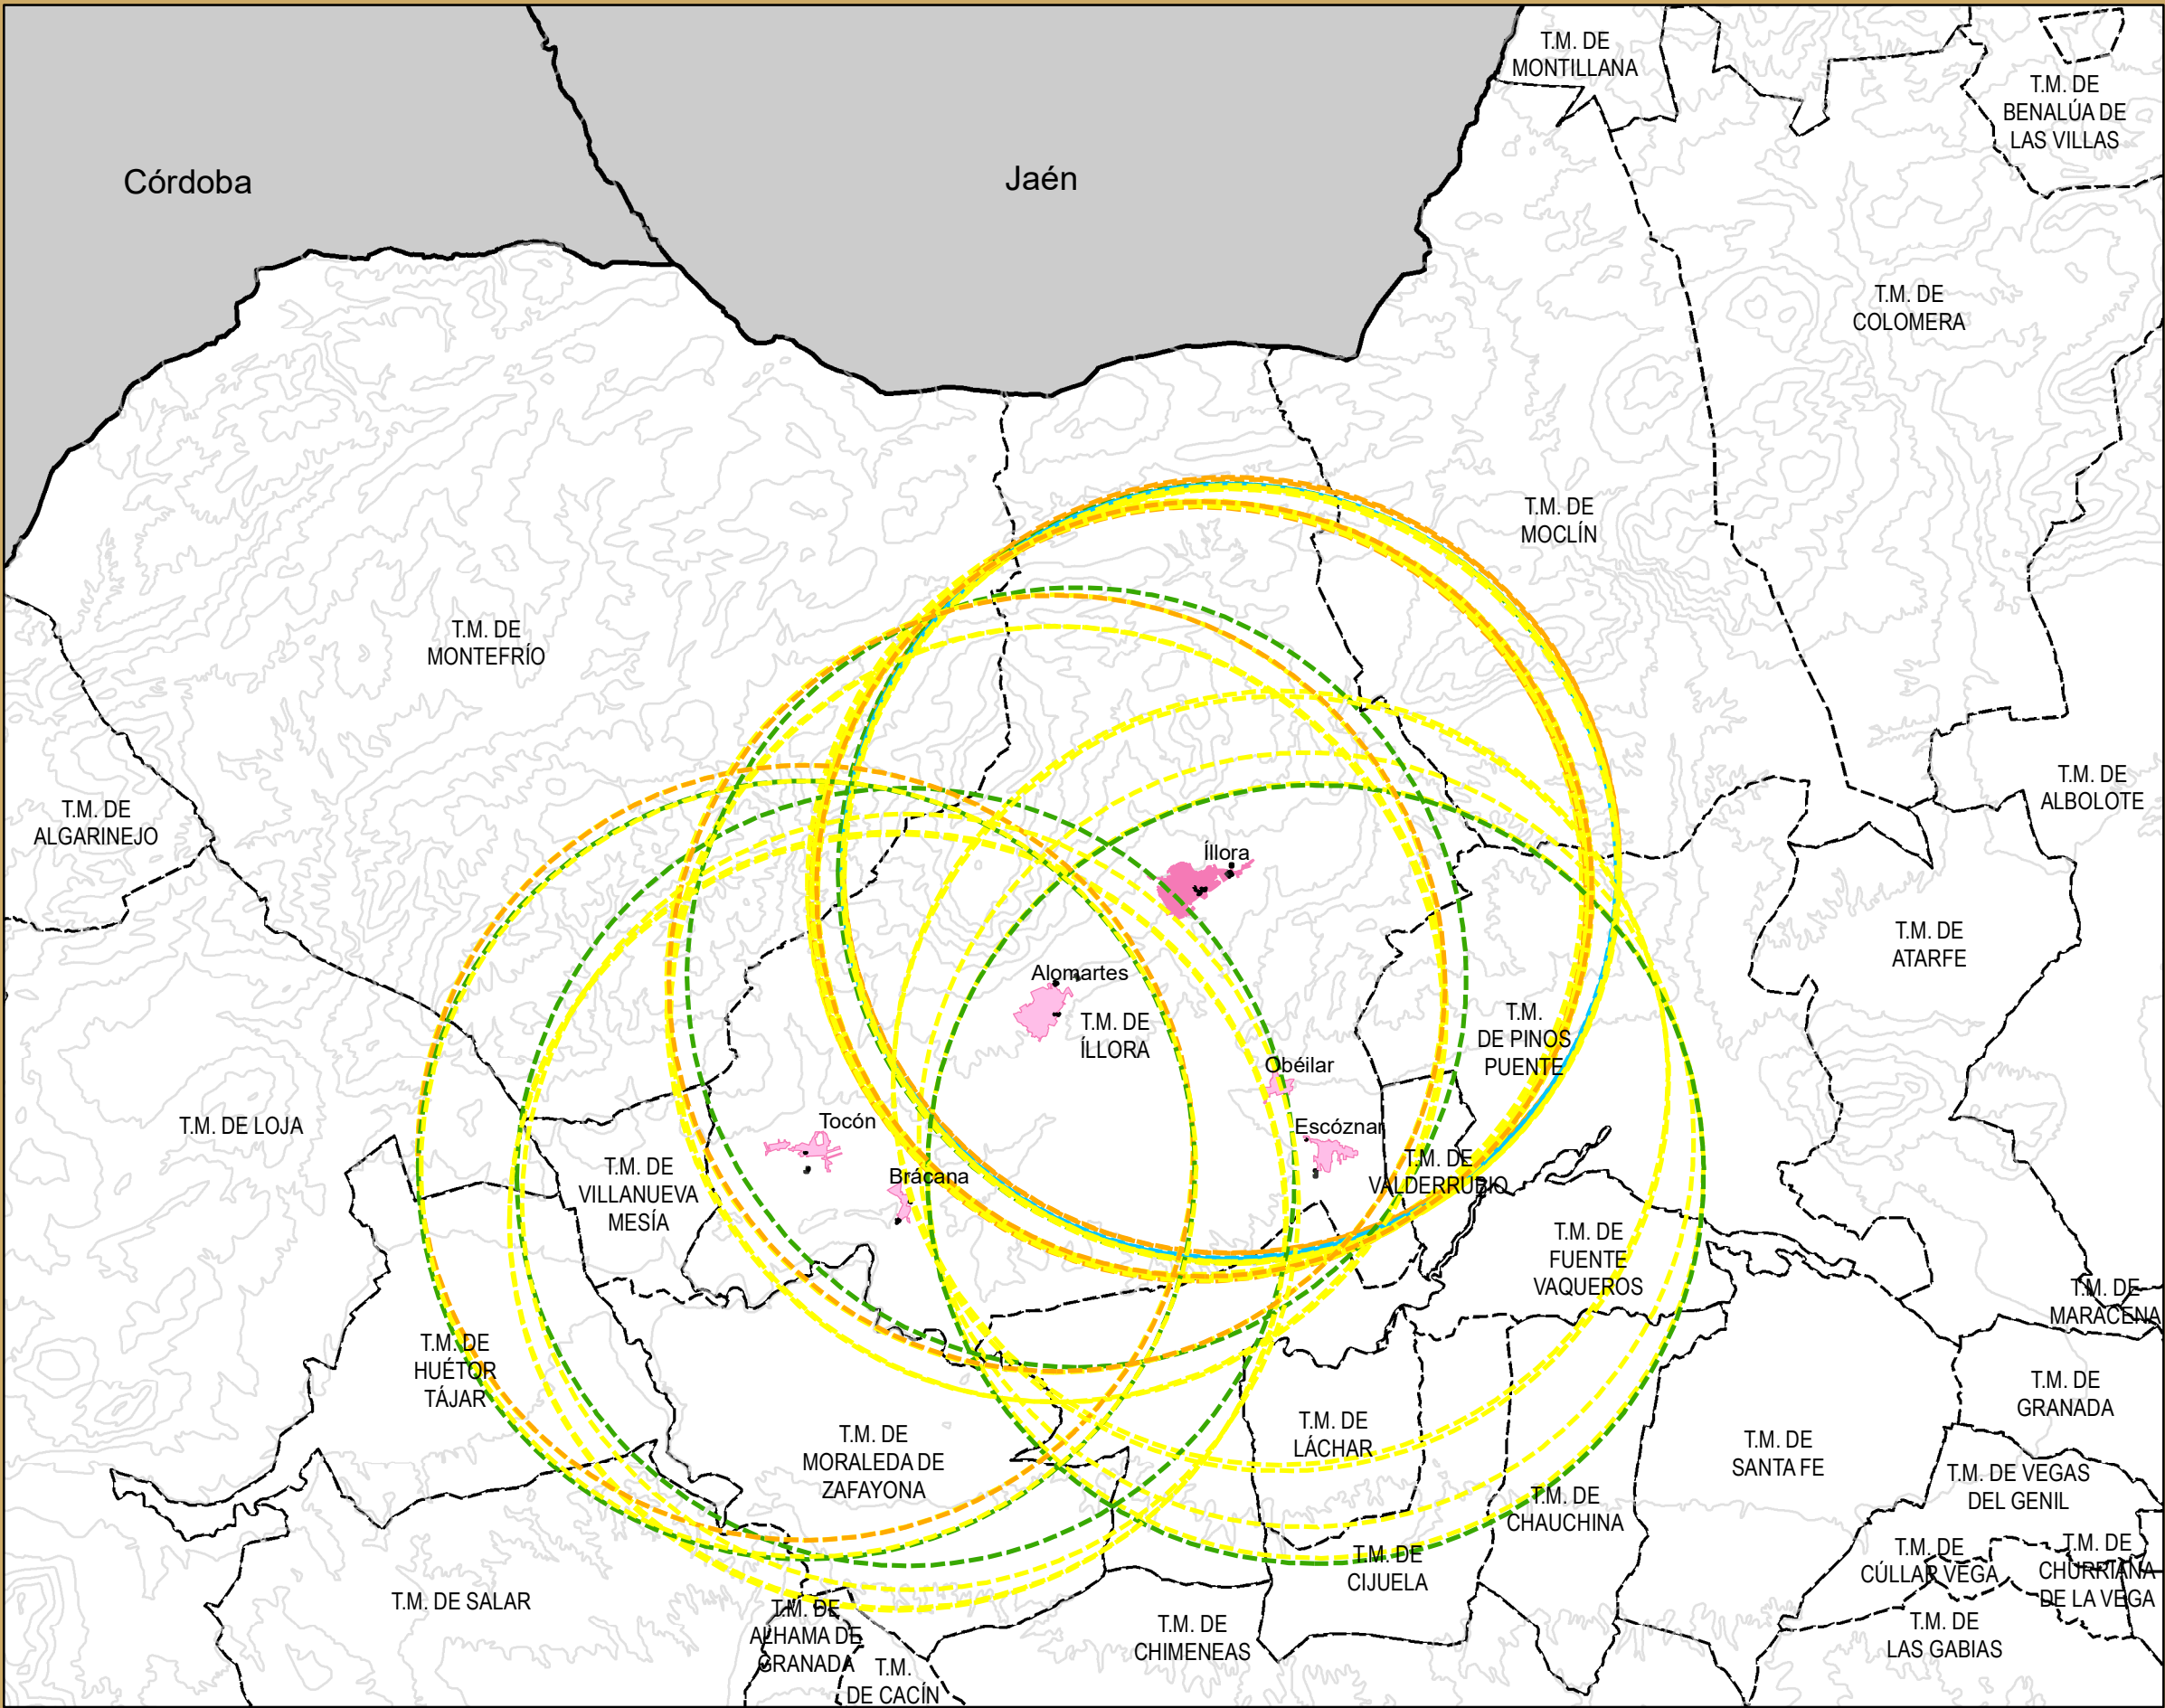 T.M. DE
MONTILLANA
T.M. DE
BENALÚA DE
LAS VILLAS
Córdoba
Jaén
T.M. DE
COLOMERA
T.M. DE
MOCLÍN
T.M. DE
MONTEFRÍO
T.M. DE
ALBOLOTE
T.M. DE
ALGARINEJO
Íllora
T.M. DE
ATARFE
Alomartes
T.M. DE
ÍLLORA
T.M.
DE PINOS
PUENTE
Obéilar
T.M. DE LOJA
Tocón
Escóznar
T.M. DE
VILLANUEVA
MESÍA
Brácana
T.M. DE
VALDERRUBIO
T.M. DE
FUENTE
VAQUEROS
T.M. DE
MARACENA
T.M. DE
HUÉTOR
TÁJAR
T.M. DE
GRANADA
T.M. DE
LÁCHAR
T.M. DE
MORALEDA DE
ZAFAYONA
T.M. DE
SANTA FE
T.M. DE VEGAS
DEL GENIL
T.M. DE
CHAUCHINA
T.M. DE
CIJUELA
T.M. DE
CÚLLAR VEGA
T.M. DE
CHURRIANA
DE LA VEGA
T.M. DE SALAR
T.M. DE
ALHAMA DE
GRANADA
T.M. DE
CHIMENEAS
T.M. DE
LAS GABIAS
T.M.
DE CACÍN